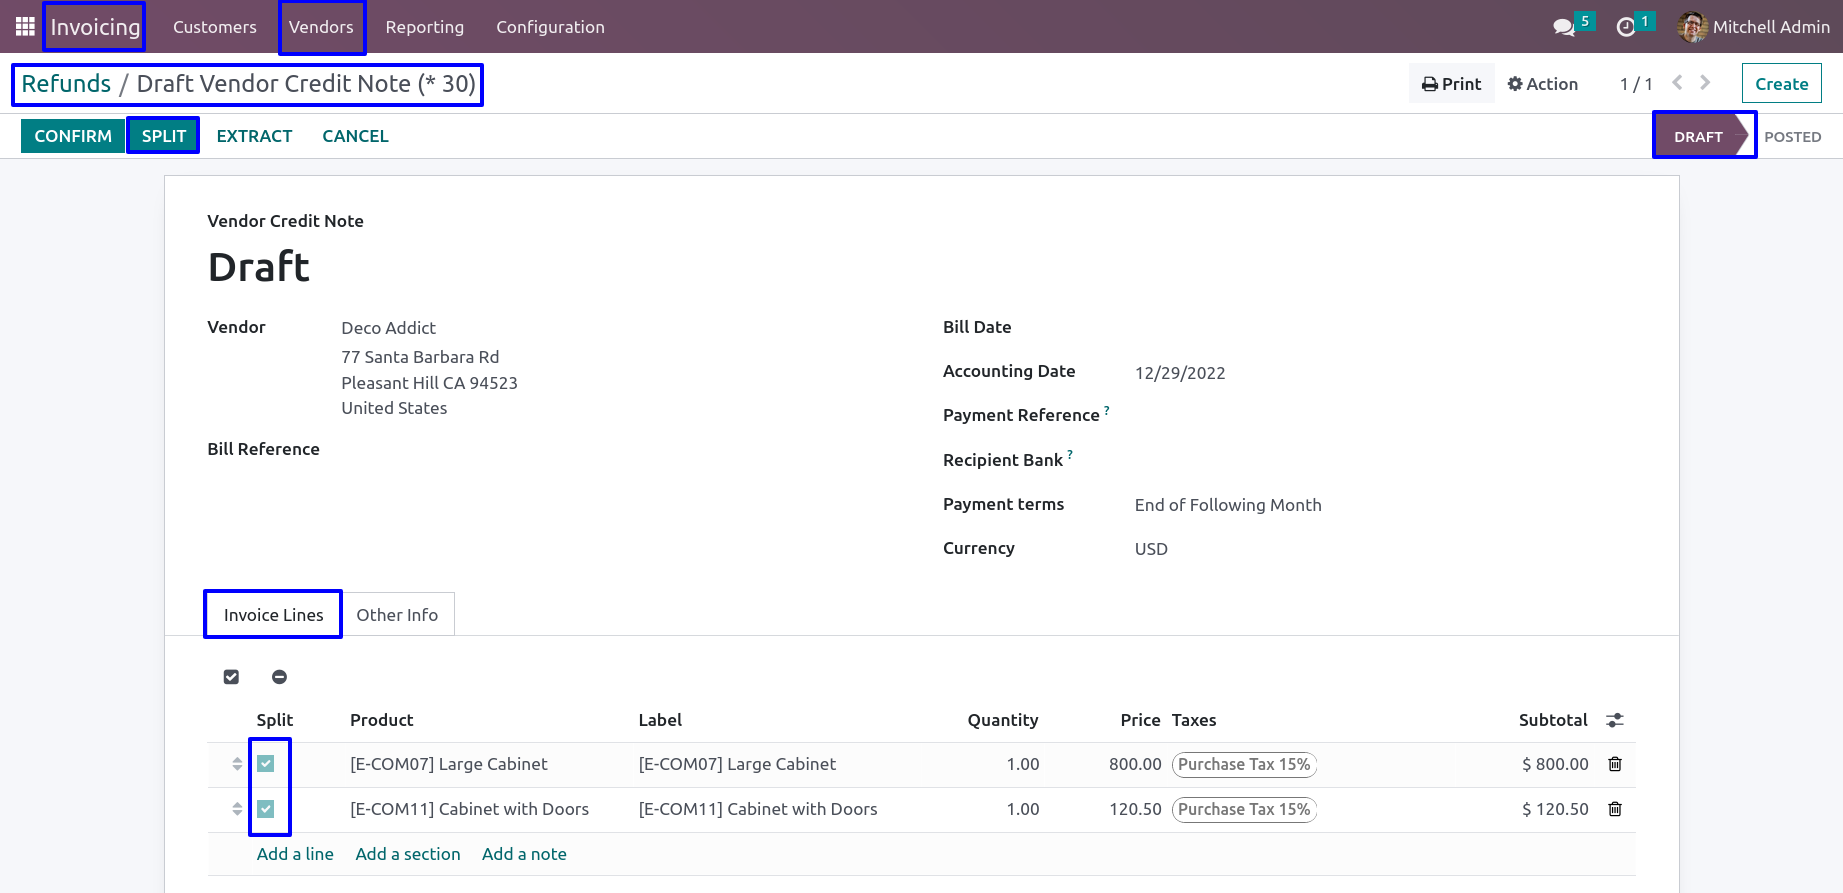 Invoicing Customers Vendors Reporting Configuration 5 1 Mitchell Admin
Refunds / Draft Vendor Credit Note (* 30) Print Action 1 / 1 Create
CONFIRM SPLIT EXTRACT CANCEL DRAFT POSTED
Vendor Credit Note
Draft
Vendor Deco Addict
77 Santa Barbara Rd
Pleasant Hill CA 94523
United States
Bill Reference
Bill Date
Accounting Date 12/29/2022
Payment Reference ?
Recipient Bank ?
Payment terms End of Following Month
Currency USD
Invoice Lines Other Info
Split Product Label Quantity Price Taxes Subtotal
[E-COM07] Large Cabinet [E-COM07] Large Cabinet 1.00 800.00 Purchase Tax 15% $ 800.00
[E-COM11] Cabinet with Doors [E-COM11] Cabinet with Doors 1.00 120.50 Purchase Tax 15% $ 120.50
Add a line Add a section Add a note